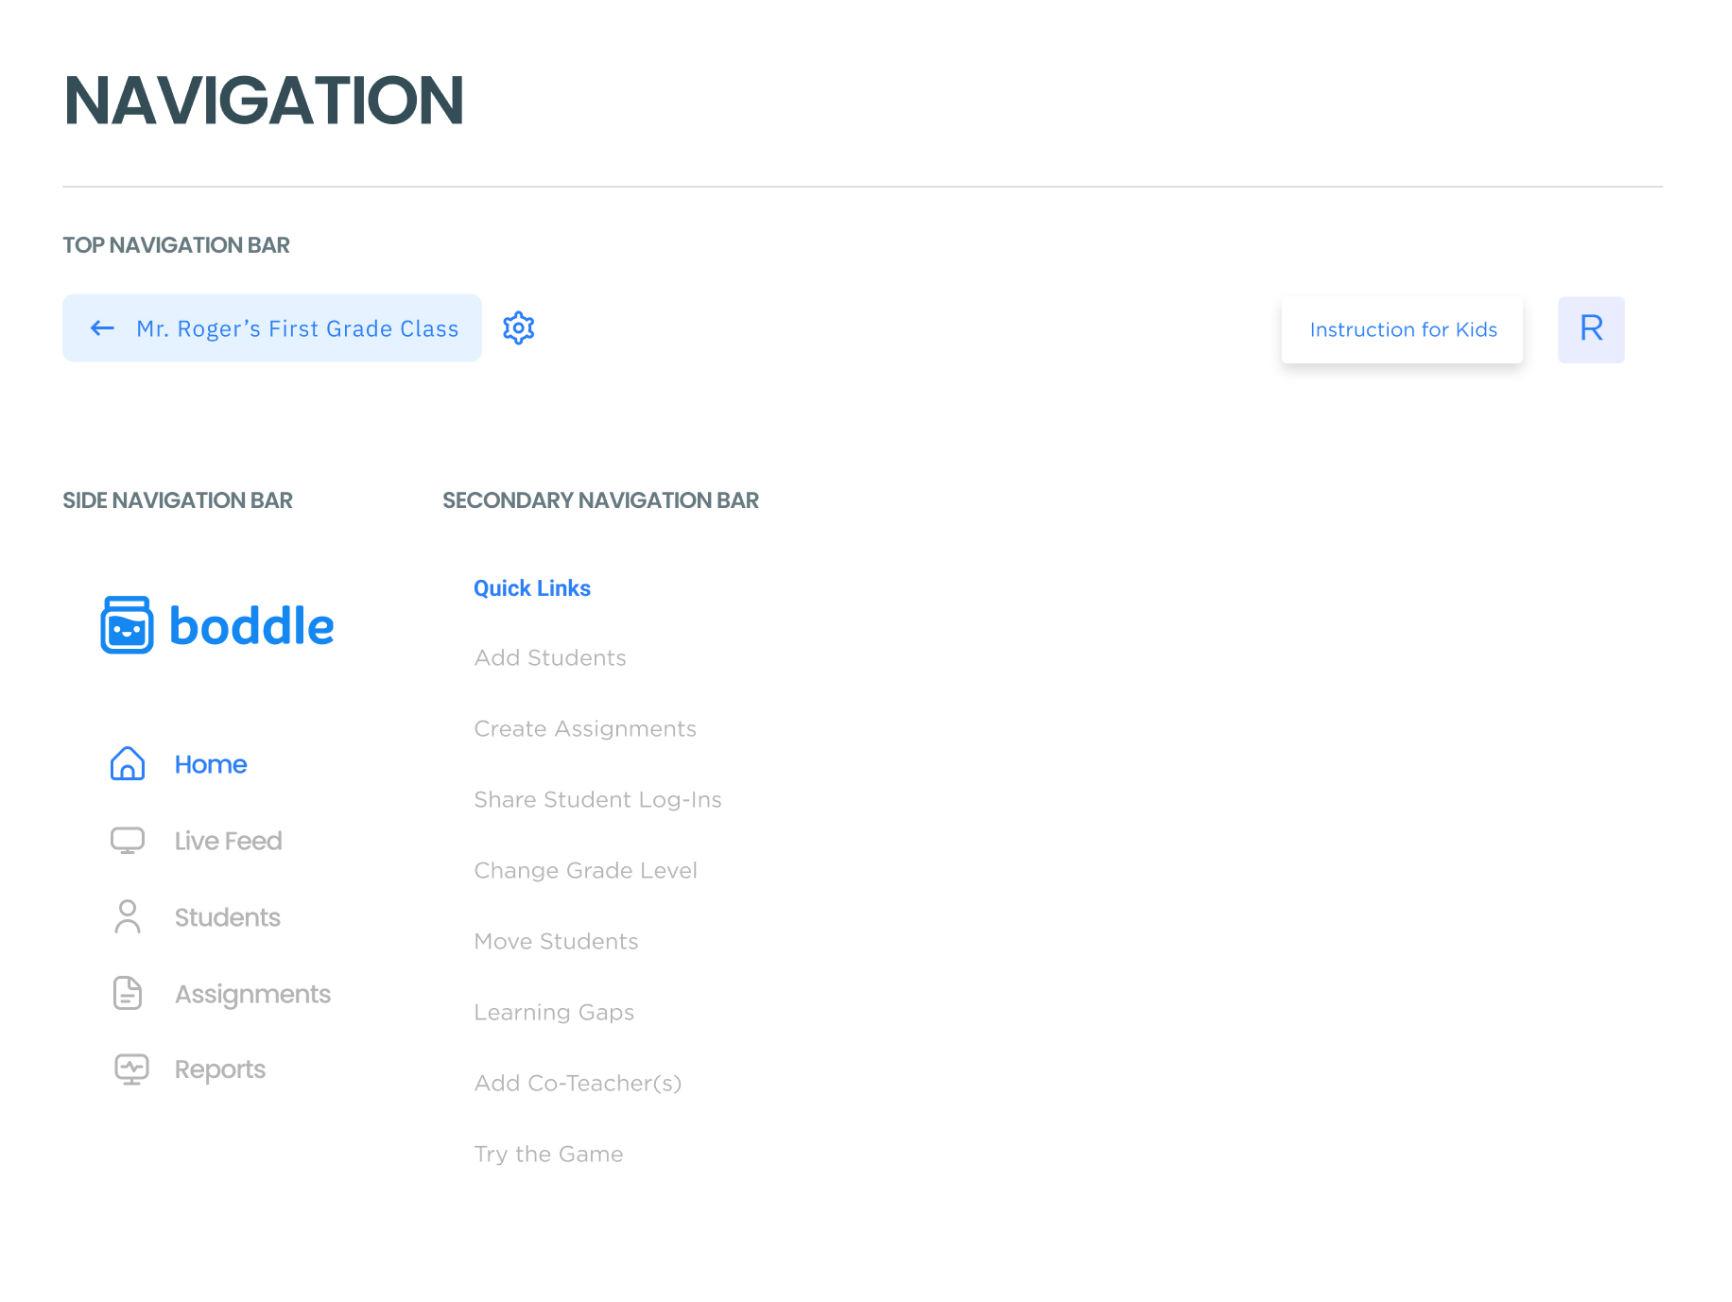 NAVIGATION
TOP NAVIGATION BAR
Mr. Roger’s First Grade Class
Instruction for Kids
R
SIDE NAVIGATION BAR
boddle
Home
Live Feed
Students
Assignments
Reports
SECONDARY NAVIGATION BAR
Quick Links
Add Students
Create Assignments
Share Student Log-Ins
Change Grade Level
Move Students
Learning Gaps
Add Co-Teacher(s)
Try the Game